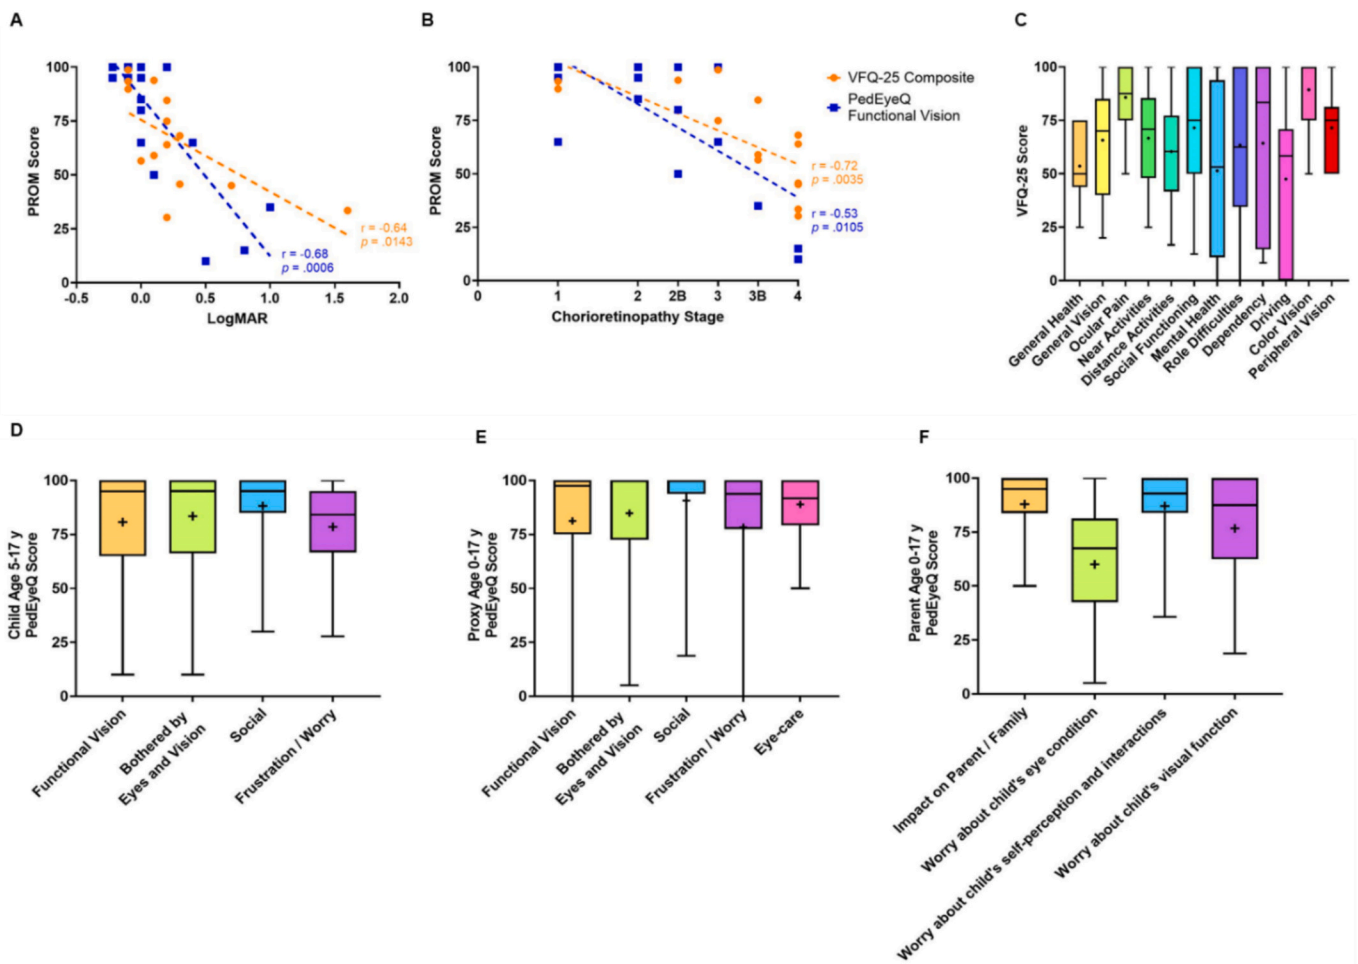 A
PROM Score
100
75
50
25
0
-0.5
0.0
0.5
1.0
1.5
2.0
LogMAR
r = -0.64
p = .0143
r = -0.68
p = .0006
B
PROM Score
100
75
50
25
0
0
1
2
2B
3
3B
4
Chorioretinopathy Stage
VFQ-25 Composite
PedEyeQ
Functional Vision
r = -0.72
p = .0035
r = -0.53
p = .0105
C
VFQ-25 Score
100
75
50
25
0
General Health
General Vision
Ocular Pain
Near Activities
Distance Activities
Social Functioning
Mental Health
Role Difficulties
Dependency
Driving
Color Vision
Peripheral Vision
D
Child Age 5-17 y
PedEyeQ Score
100
75
50
25
0
Functional Vision
Bothered by
Eyes and Vision
Social
Frustration / Worry
E
Proxy Age 0-17 y
PedEyeQ Score
100
75
50
25
0
Functional Vision
Bothered by
Eyes and Vision
Social
Frustration / Worry
Eye-care
F
Parent Age 0-17 y
PedEyeQ Score
100
75
50
25
0
Impact on Parent / Family
Worry about child's eye condition
Worry about child's self-perception and interactions
Worry about child's visual function